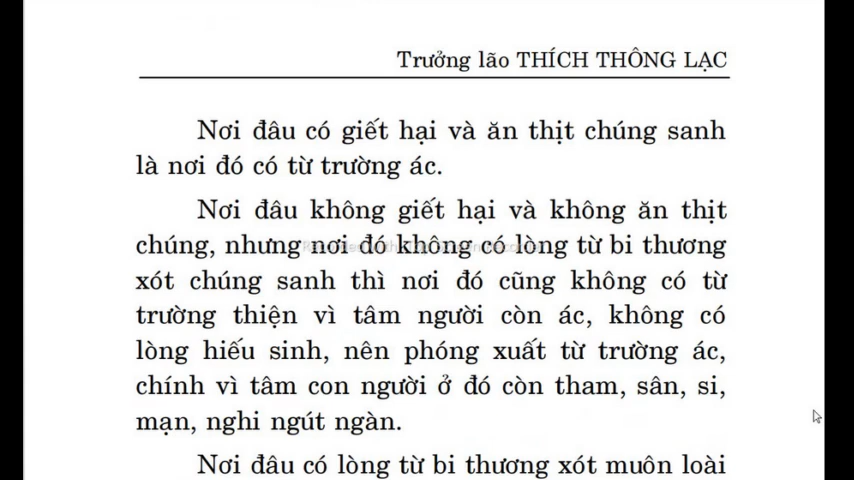 Trưởng lão THÍCH THÔNG LẠC
Nơi đâu có giết hại và ăn thịt chúng sanh
là nơi đó có từ trường ác.
Nơi đâu không giết hại và không ăn thịt
chúng, nhưng nơi đó không có lòng từ bi thương
xót chúng sanh thì nơi đó cũng không có từ
trường thiện vì tâm người còn ác, không có
lòng hiếu sinh, nên phóng xuất từ trường ác,
chính vì tâm con người ở đó còn tham, sân, si,
mạn, nghi ngút ngàn.
Nơi đâu có lòng từ bi thương xót muôn loài